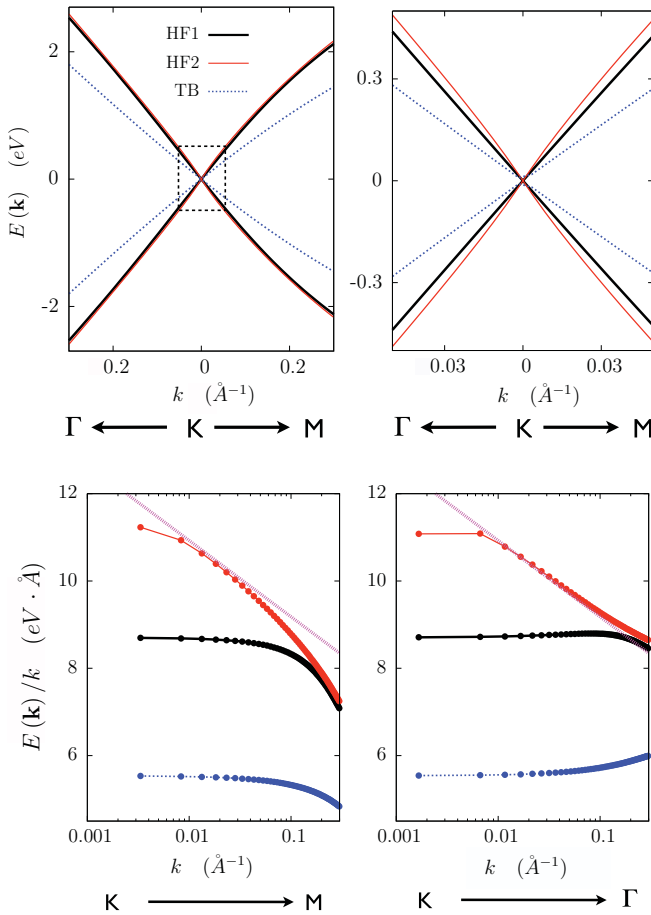 2
0
-2
E(k) (eV)
HF1
HF2
TB
0.2 0 0.2
k (Å⁻¹)
Γ K M
0.3
0
-0.3
0.03 0 0.03
k (Å⁻¹)
Γ K M
12
10
8
6
E(k)/k (eV · Å)
0.001 0.01 0.1
k (Å⁻¹)
K M
12
10
8
6
0.001 0.01 0.1
k (Å⁻¹)
K Γ